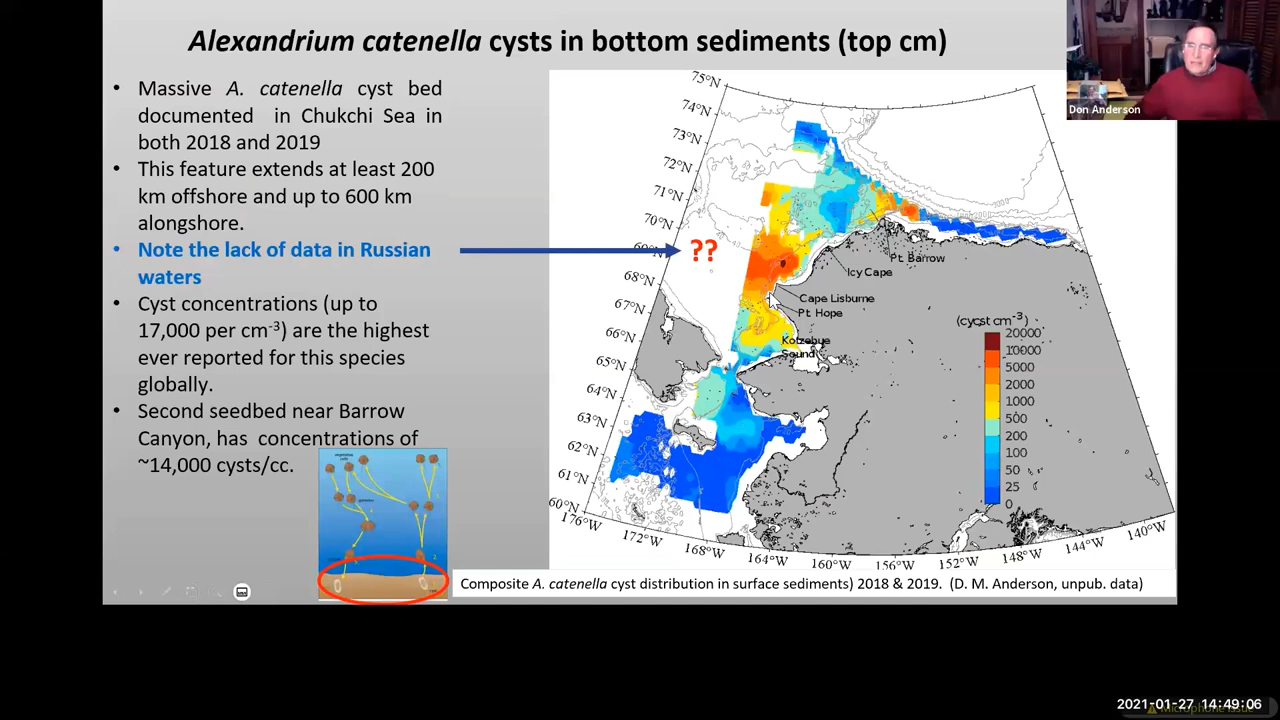 Alexandrium catenella cysts in bottom sediments (top cm)
• Massive A. catenella cyst bed
documented in Chukchi Sea in
both 2018 and 2019
• This feature extends at least 200
km offshore and up to 600 km
alongshore.
• Note the lack of data in Russian
waters
• Cyst concentrations (up to
17,000 per cm-3) are the highest
ever reported for this species
globally.
• Second seedbed near Barrow
Canyon, has concentrations of
~14,000 cysts/cc.
Don Anderson
75°N
74°N
73°N
72°N
71°N
70°N
68°N
67°N
66°N
65°N
64°N
63°N
62°N
61°N
60°N
??
Pt. Barrow
Icy Cape
Cape Lisburne
Pt. Hope
Kotzebue
Sound
(cycst cm-3)
20000
10000
5000
2000
1000
500
200
100
50
25
0
176°W
172°W
168°W
164°W
160°W
156°W
152°W
148°W
144°W
140°W
Composite A. catenella cyst distribution in surface sediments) 2018 & 2019. (D. M. Anderson, unpub. data)
2021-01-27 14:49:06